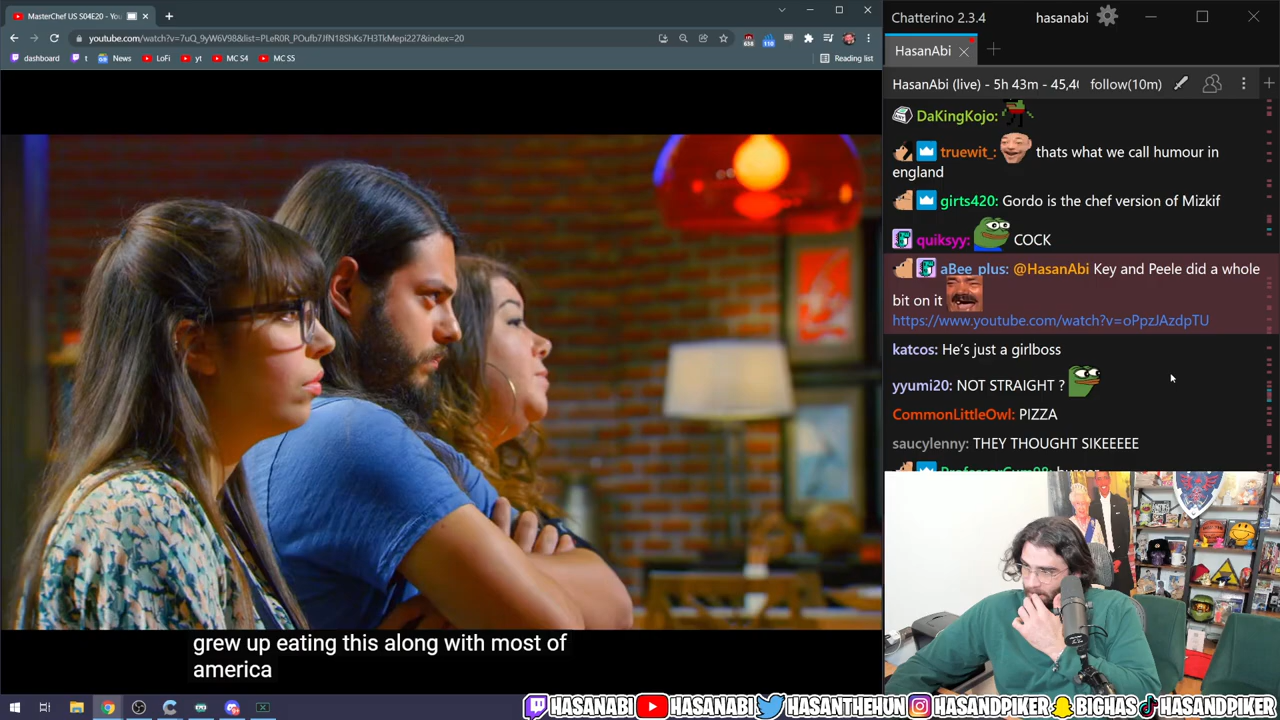 MasterChef US S04E20 - You
youtube.com/watch?v=7uQ_9yW6V98&list=PLeR0R_POufb7JfN18ShKs7H3TkMepi227&index=20
dashboard
t
News
LoFi
yt
MC S4
MC S5
Reading list
grew up eating this along with most of
america
Chatterino 2.3.4
hasanabi
HasanAbi
HasanAbi (live) - 5h 43m - 45,4
follow(10m)
DaKingKojo:
truewit_: thats what we call humour in
england
girts420: Gordo is the chef version of Mizkif
quiksyy: COCK
aBee_plus: @HasanAbi Key and Peele did a whole
bit on it
https://www.youtube.com/watch?v=oPpzJAzdpTU
katcos: He's just a girlboss
yyumi20: NOT STRAIGHT ?
CommonLittleOwl: PIZZA
saucylenny: THEY THOUGHT SIKEEEEE
HASANABI HASANABI HASANTHEHUN HASANDPIKER BIGHAS HASANDPIKER